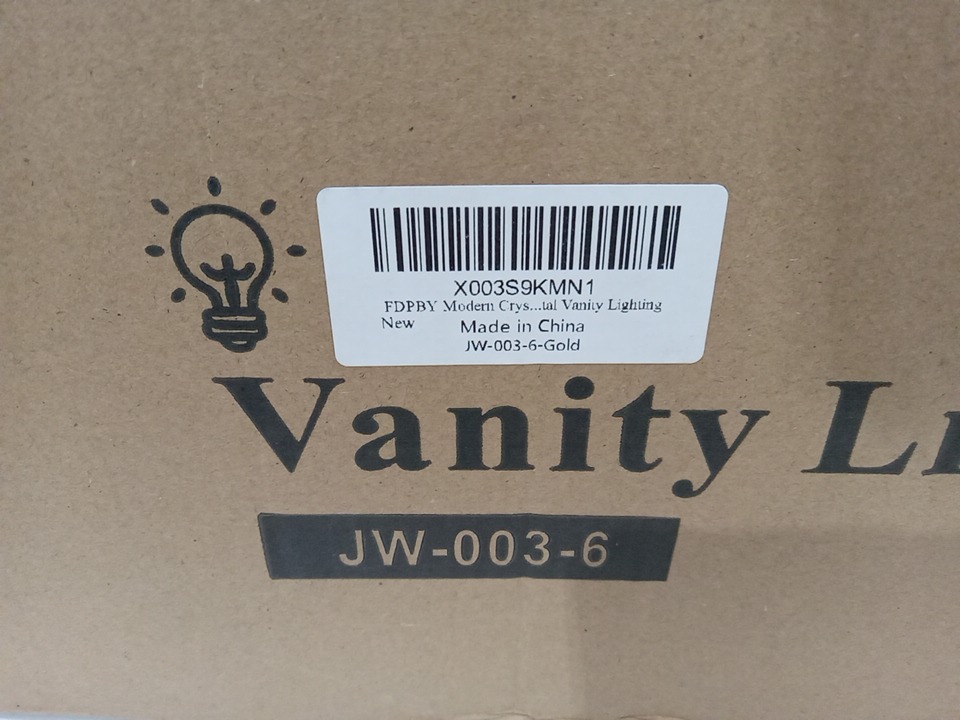 X003S9KMN1
FDPBY Modern Crys...tal Vanity Lighting
New
Made in China
JW-003-6-Gold
Vanity
JW-003-6